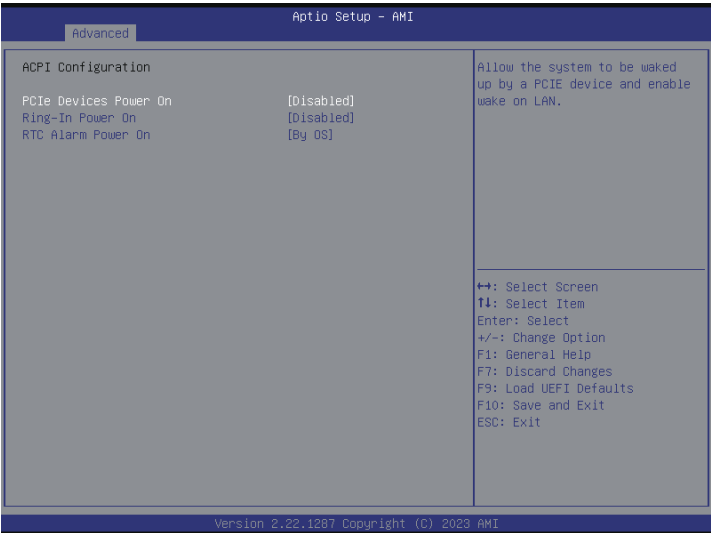 Aptio Setup – AMI
Advanced
ACPI Configuration
PCIe Devices Power On [Disabled]
Ring-In Power On [Disabled]
RTC Alarm Power On [By OS]
Allow the system to be waked
up by a PCIE device and enable
wake on LAN.
↔: Select Screen
↑↓: Select Item
Enter: Select
+/-: Change Option
F1: General Help
F7: Discard Changes
F9: Load UEFI Defaults
F10: Save and Exit
ESC: Exit
Version 2.22.1287 Copyright (C) 2023 AMI